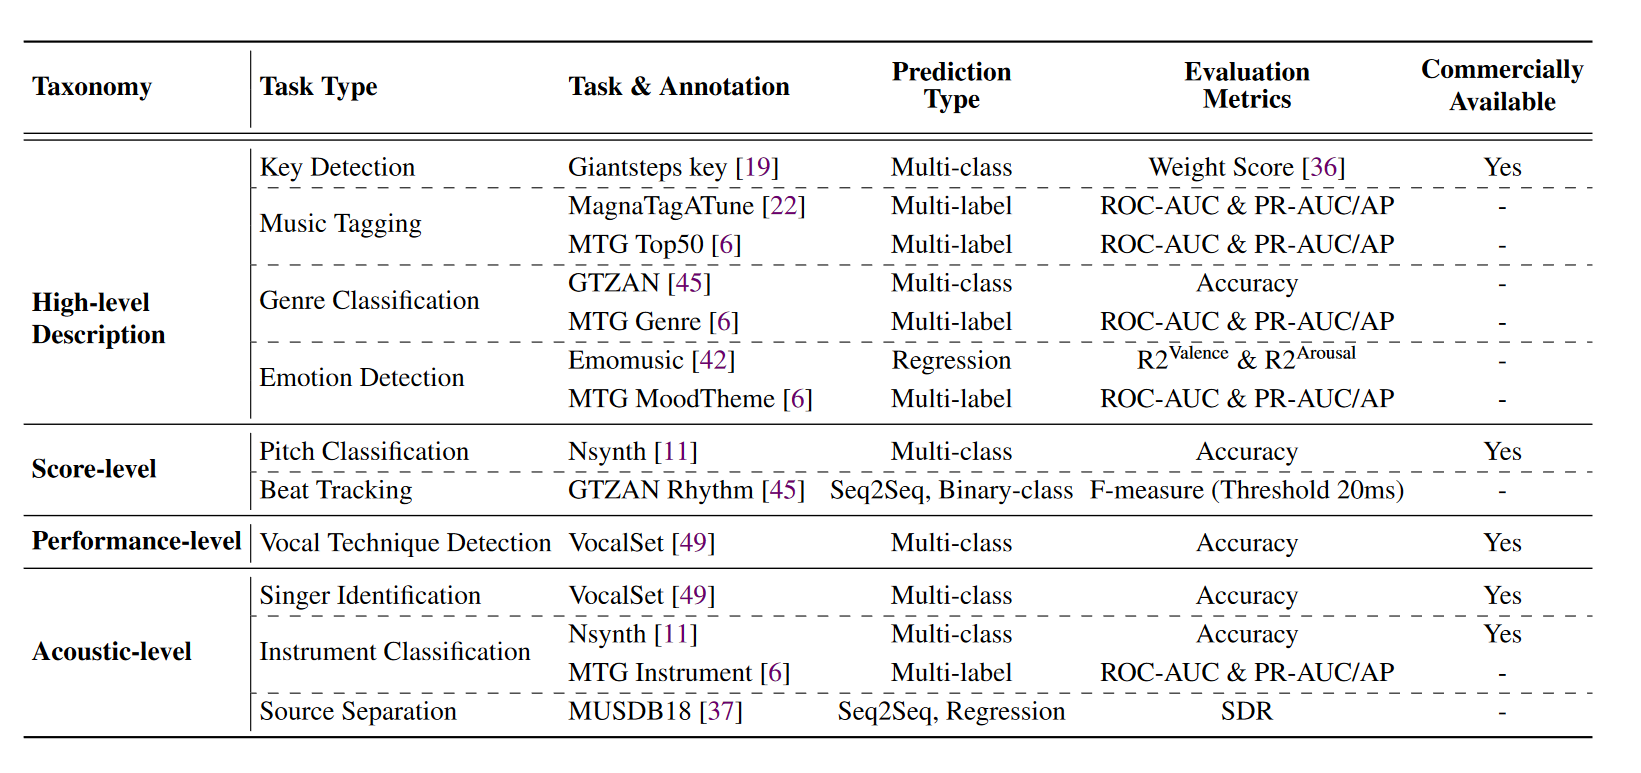 Taxonomy Task Type Task & Annotation Prediction Type Evaluation Metrics Commercially Available
High-level Description
Key Detection Giantsteps key [19] Multi-class Weight Score [36] Yes
Music Tagging
MagnaTagATune [22] Multi-label ROC-AUC & PR-AUC/AP -
MTG Top50 [6] Multi-label ROC-AUC & PR-AUC/AP -
Genre Classification
GTZAN [45] Multi-class Accuracy -
MTG Genre [6] Multi-label ROC-AUC & PR-AUC/AP -
Emotion Detection
Emomusic [42] Regression R2^Valence & R2^Arousal -
MTG MoodTheme [6] Multi-label ROC-AUC & PR-AUC/AP -
Score-level
Pitch Classification Nsynth [11] Multi-class Accuracy Yes
Beat Tracking GTZAN Rhythm [45] Seq2Seq, Binary-class F-measure (Threshold 20ms) -
Performance-level Vocal Technique Detection VocalSet [49] Multi-class Accuracy Yes
Acoustic-level
Singer Identification VocalSet [49] Multi-class Accuracy Yes
Instrument Classification
Nsynth [11] Multi-class Accuracy Yes
MTG Instrument [6] Multi-label ROC-AUC & PR-AUC/AP -
Source Separation MUSDB18 [37] Seq2Seq, Regression SDR -